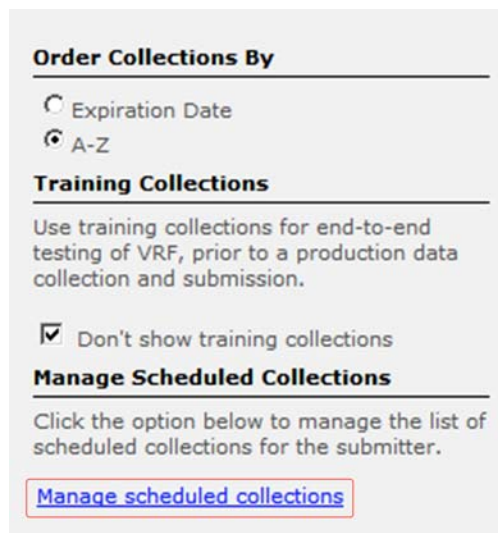 Order Collections By
Expiration Date
A-Z
Training Collections
Use training collections for end-to-end
testing of VRF, prior to a production data
collection and submission.
Don't show training collections
Manage Scheduled Collections
Click the option below to manage the list of
scheduled collections for the submitter.
Manage scheduled collections